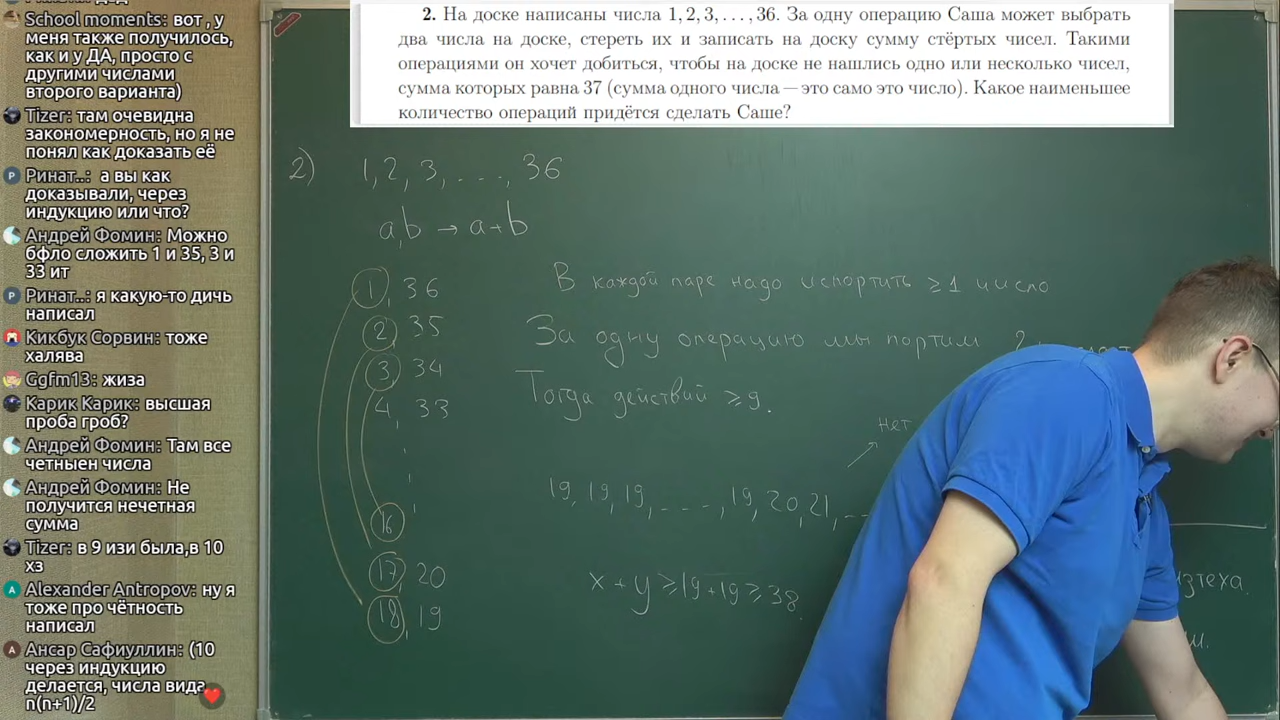 School moments: вот , у
меня также получилось,
как и у ДА, просто с
другими числами
второго варианта)
Tizer: там очевидна
закономерность, но я не
понял как доказать её
Ринат..: а вы как
доказывали, через
индукцию или что?
Андрей Фомин: Можно
бфло сложить 1 и 35, 3 и
33 ит
Ринат..: я какую-то дичь
написал
Кикбук Сорвин: тоже
халява
Ggfm13: жиза
Карик Карик: высшая
проба гроб?
Андрей Фомин: Там все
четныен числа
Андрей Фомин: Не
получится нечетная
сумма
Tizer: в 9 изи была,в 10
хз
Alexander Antropov: ну я
тоже про чётность
написал
Ансар Сафиуллин: (10
через индукцию
делается, числа вида
n(n+1)/2
2. На доске написаны числа 1, 2, 3, . . . , 36. За одну операцию Саша может выбрать
два числа на доске, стереть их и записать на доску сумму стёртых чисел. Такими
операциями он хочет добиться, чтобы на доске не нашлись одно или несколько чисел,
сумма которых равна 37 (сумма одного числа — это само это число). Какое наименьшее
количество операций придётся сделать Саше?
2) 1, 2, 3, . . . , 36
a, b → a+b
1, 36
2, 35
3, 34
4, 33
16
17, 20
18, 19
В каждой паре надо испортить ≥1 число
За одну операцию мы портим 2
Тогда действий ≥9.
Нет
19, 19, 19, - - - -, 19, 20, 21, --
x + y ≥ 19+19 ≥ 38.